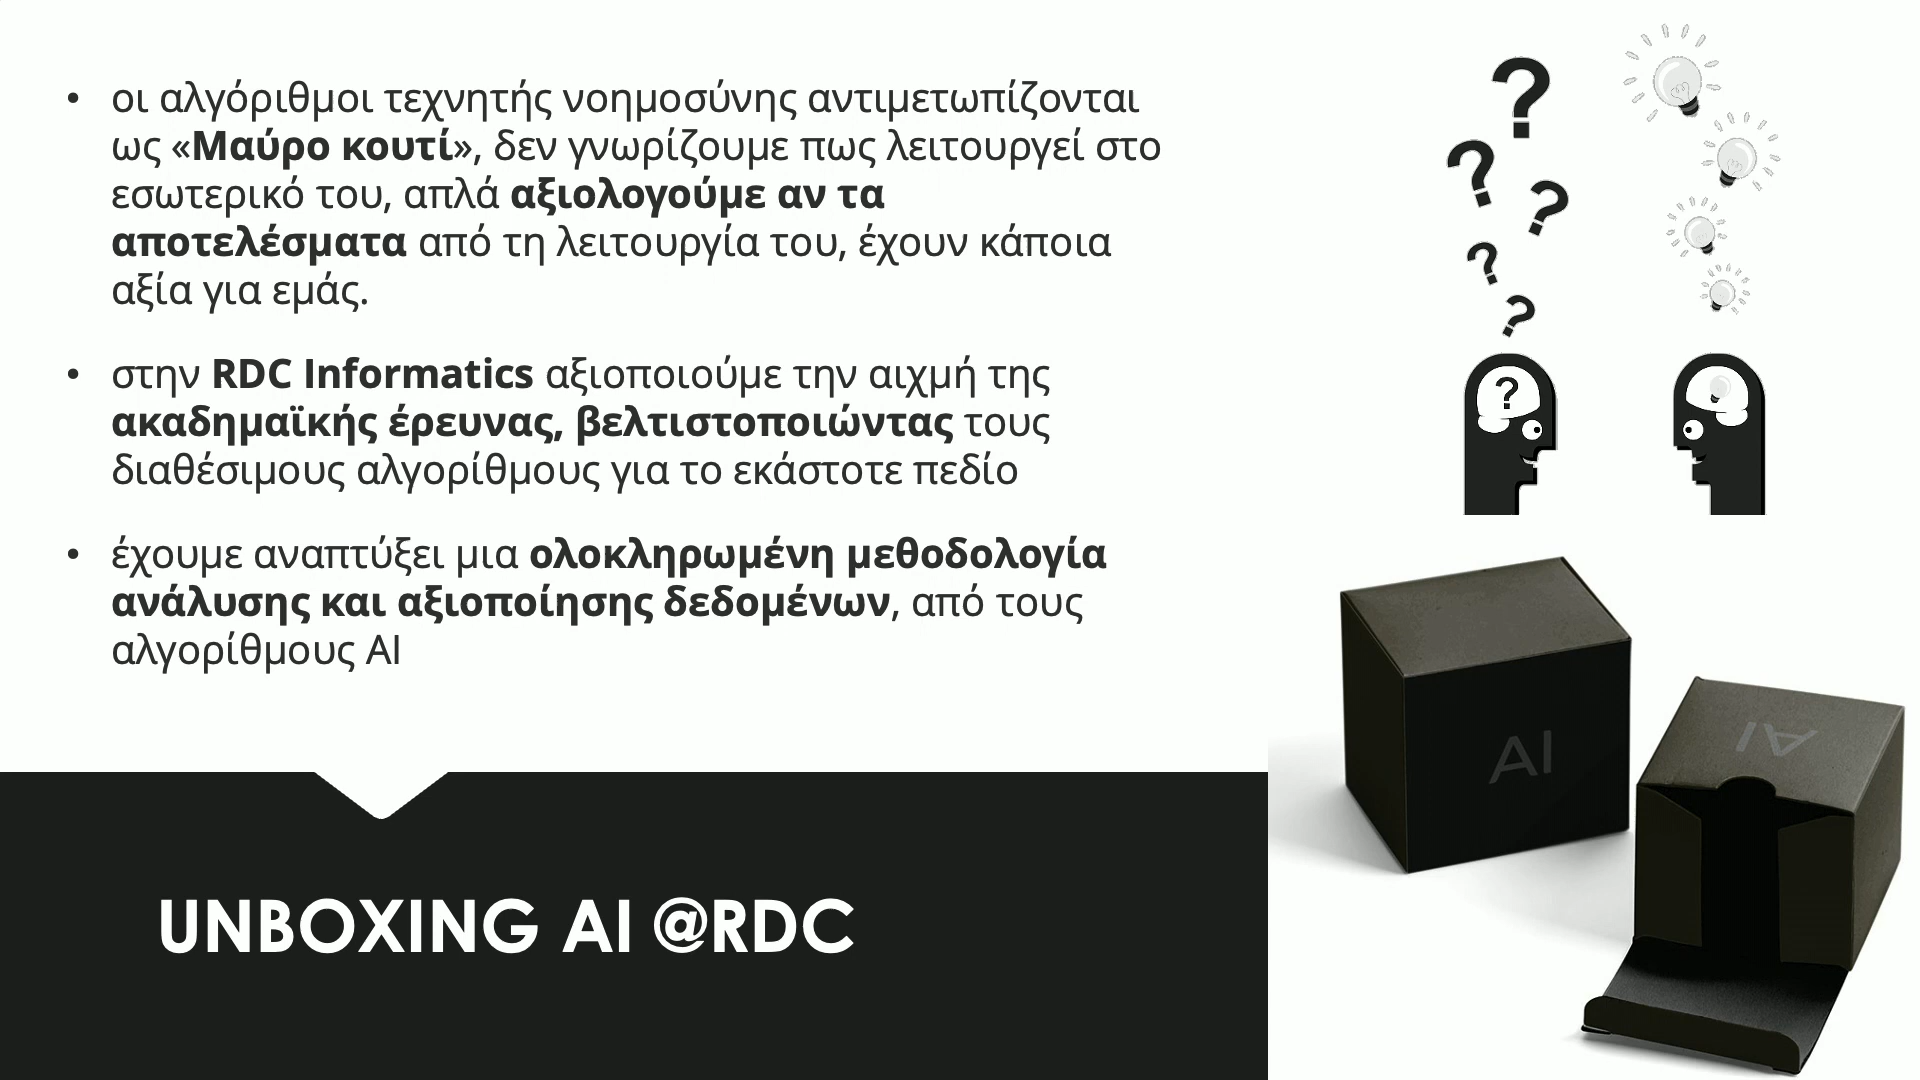 • οι αλγόριθμοι τεχνητής νοημοσύνης αντιμετωπίζονται
ως «Μαύρο κουτί», δεν γνωρίζουμε πως λειτουργεί στο
εσωτερικό του, απλά αξιολογούμε αν τα
αποτελέσματα από τη λειτουργία του, έχουν κάποια
αξία για εμάς.
• στην RDC Informatics αξιοποιούμε την αιχμή της
ακαδημαϊκής έρευνας, βελτιστοποιώντας τους
διαθέσιμους αλγορίθμους για το εκάστοτε πεδίο
• έχουμε αναπτύξει μια ολοκληρωμένη μεθοδολογία
ανάλυσης και αξιοποίησης δεδομένων, από τους
αλγορίθμους AI
UNBOXING AI @RDC
?
?
?
?
?
?
AI
AI